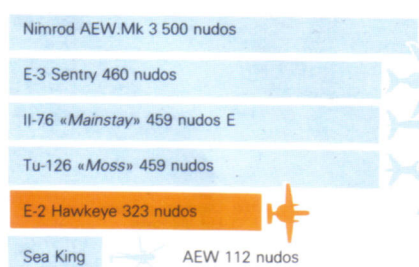 Nimrod AEW.Mk 3 500 nudos
E-3 Sentry 460 nudos
Il-76 «Mainstay» 459 nudos E
Tu-126 «Moss» 459 nudos
E-2 Hawkeye 323 nudos
Sea King AEW 112 nudos